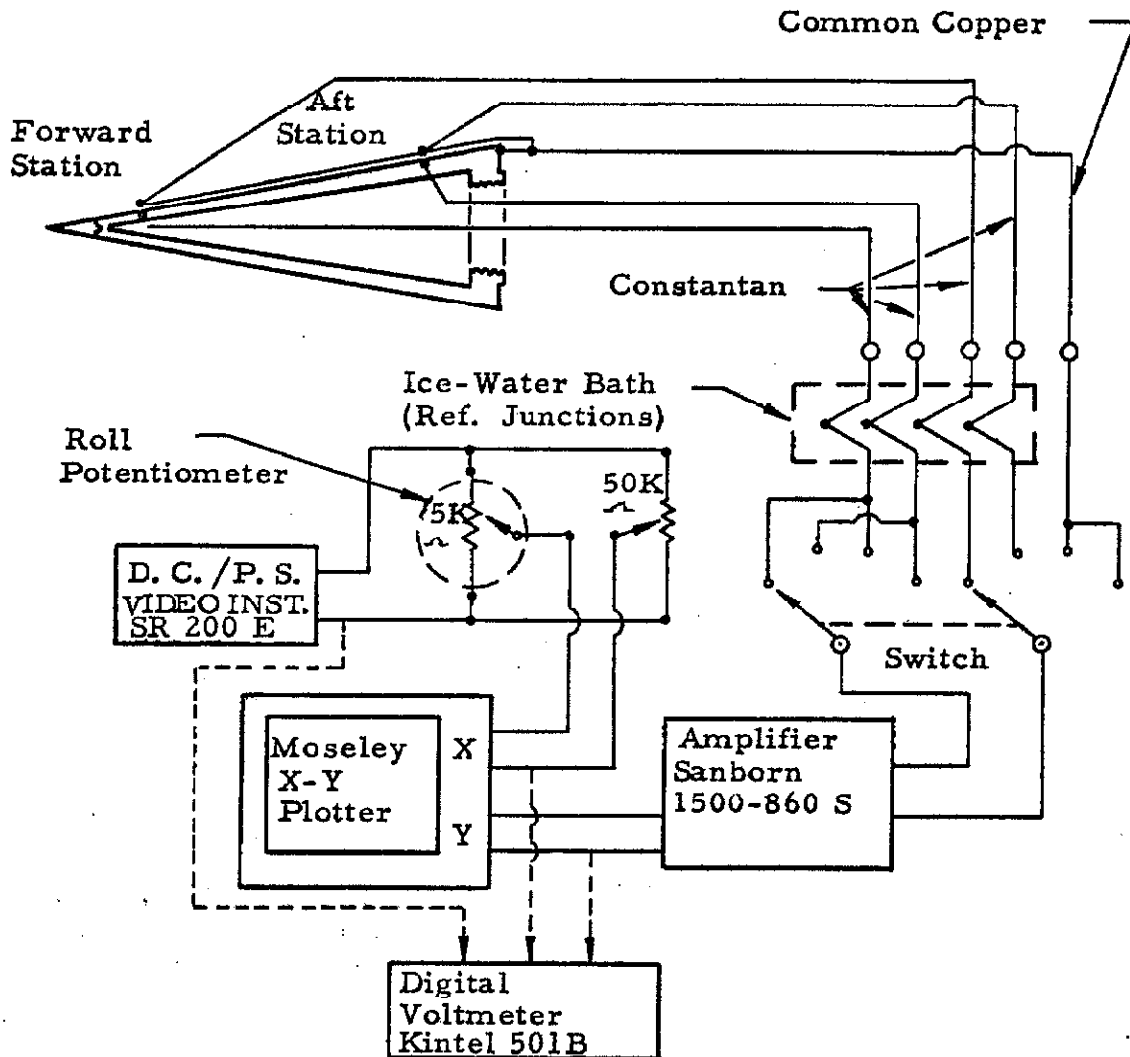 Common Copper
Forward
Station
Aft
Station
Constantan
Ice-Water Bath
(Ref. Junctions)
Roll
Potentiometer
5K
50K
D. C. /P. S.
VIDEO INST.
SR 200 E
Switch
Moseley
X-Y
Plotter
X
Y
Amplifier
Sanborn
1500-860 S
Digital
Voltmeter
Kintel 501B